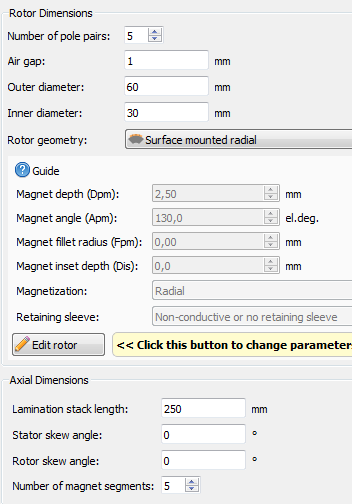 Rotor Dimensions
Number of pole pairs: 5
Air gap: 1 mm
Outer diameter: 60 mm
Inner diameter: 30 mm
Rotor geometry: Surface mounted radial
Guide
Magnet depth (Dpm): 2,50 mm
Magnet angle (Apm): 130,0 el.deg.
Magnet fillet radius (Fpm): 0,00 mm
Magnet inset depth (Dis): 0,0 mm
Magnetization: Radial
Retaining sleeve: Non-conductive or no retaining sleeve
Edit rotor << Click this button to change parameters
Axial Dimensions
Lamination stack length: 250 mm
Stator skew angle: 0 °
Rotor skew angle: 0 °
Number of magnet segments: 5